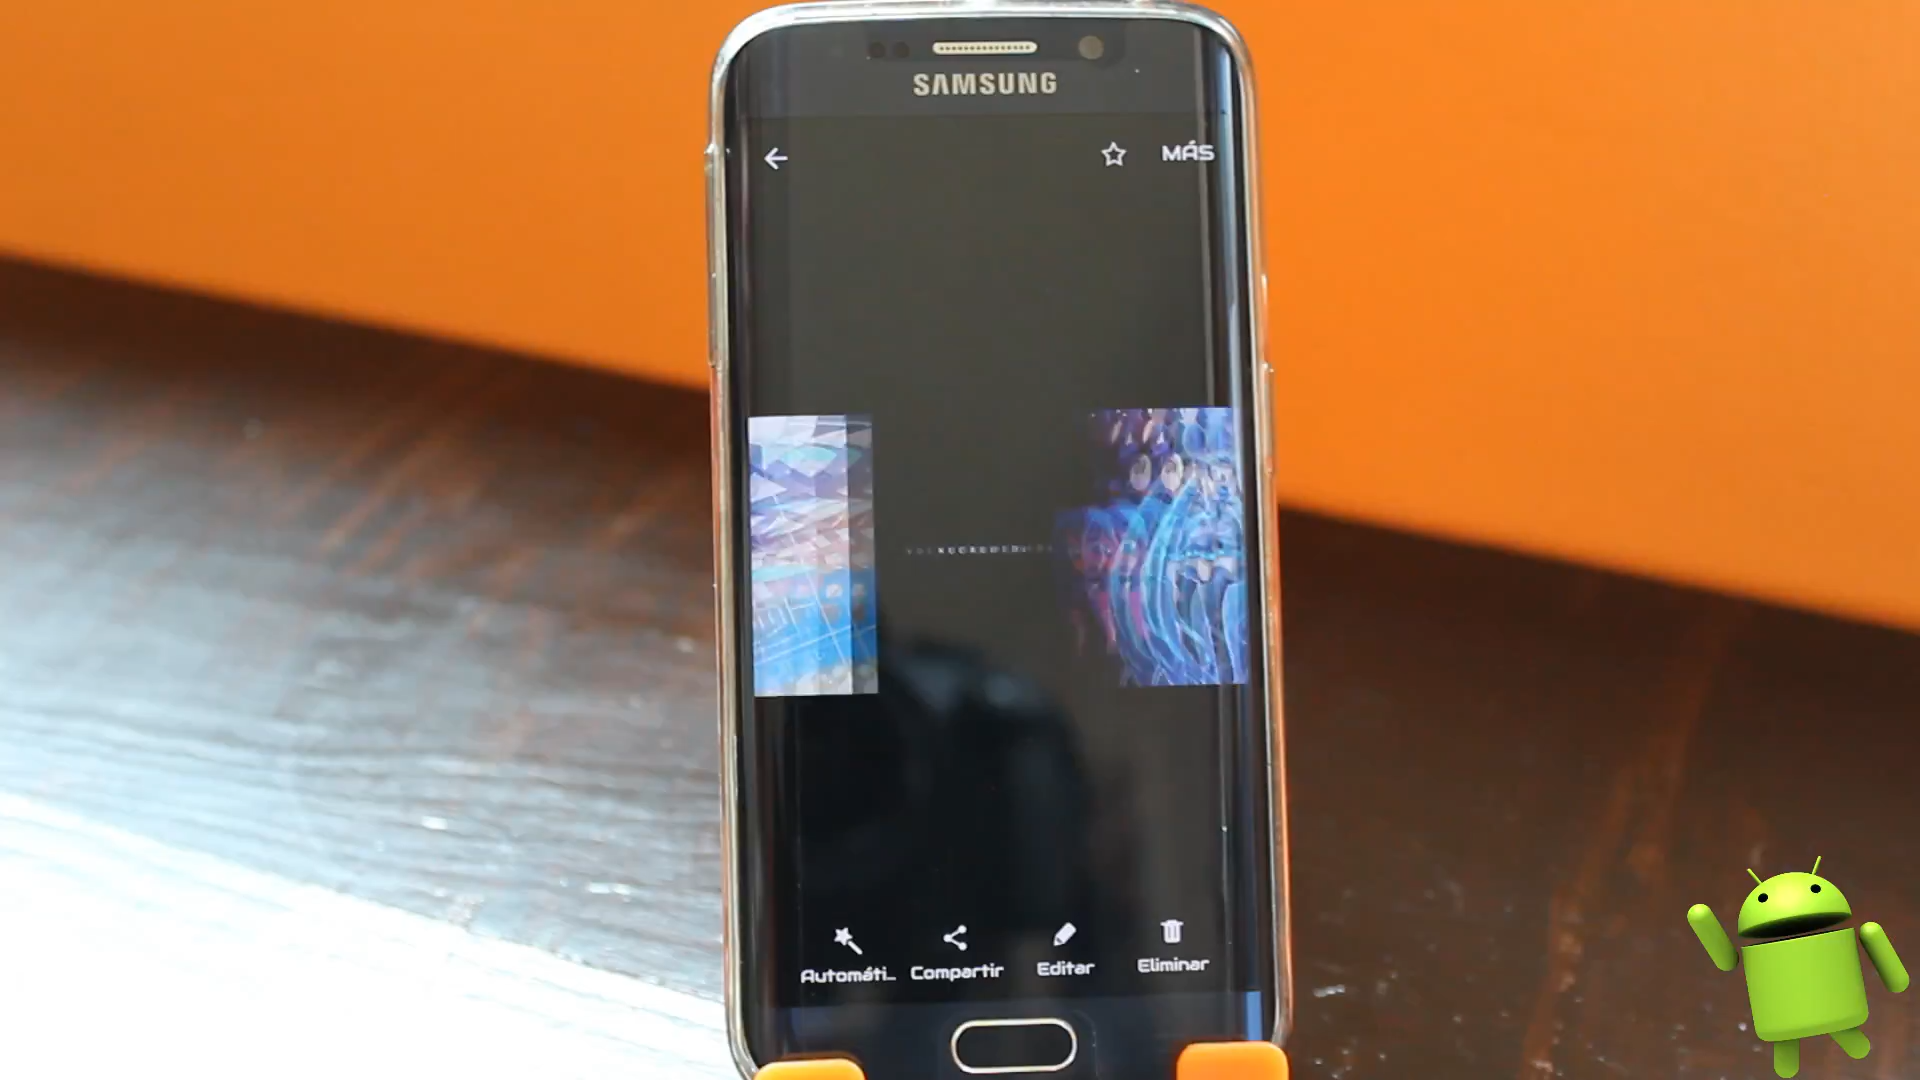 SAMSUNG
MÁS
Automáti...
Compartir
Editar
Eliminar